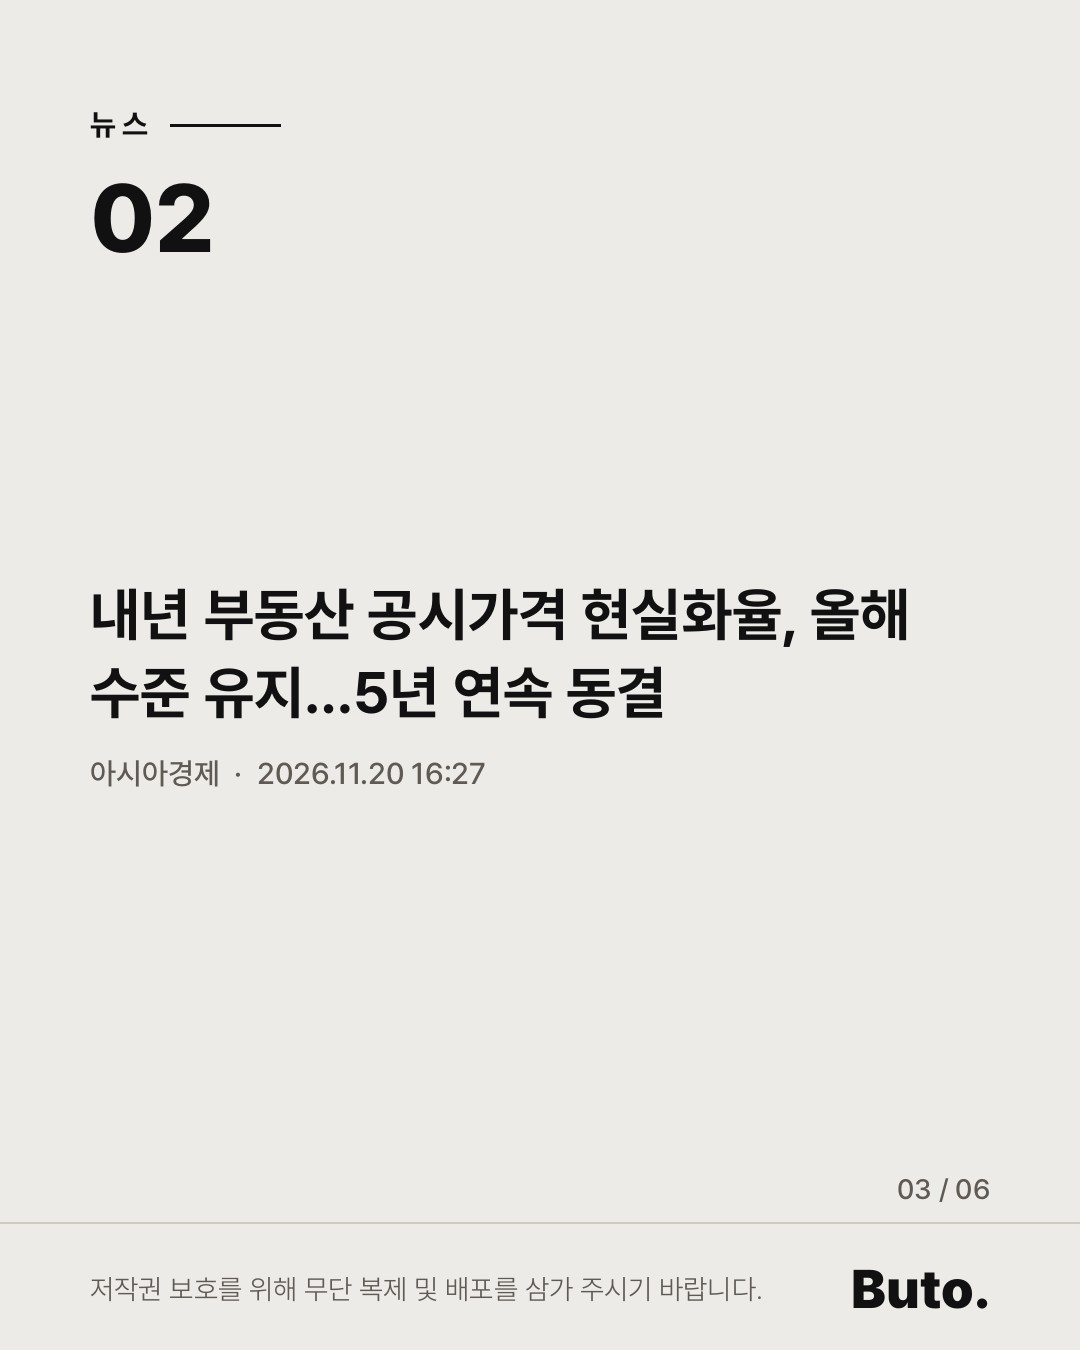 뉴스
02
내년 부동산 공시가격 현실화율, 올해
수준 유지...5년 연속 동결
아시아경제 · 2026.11.20 16:27
03 / 06
저작권 보호를 위해 무단 복제 및 배포를 삼가 주시기 바랍니다.
Buto.